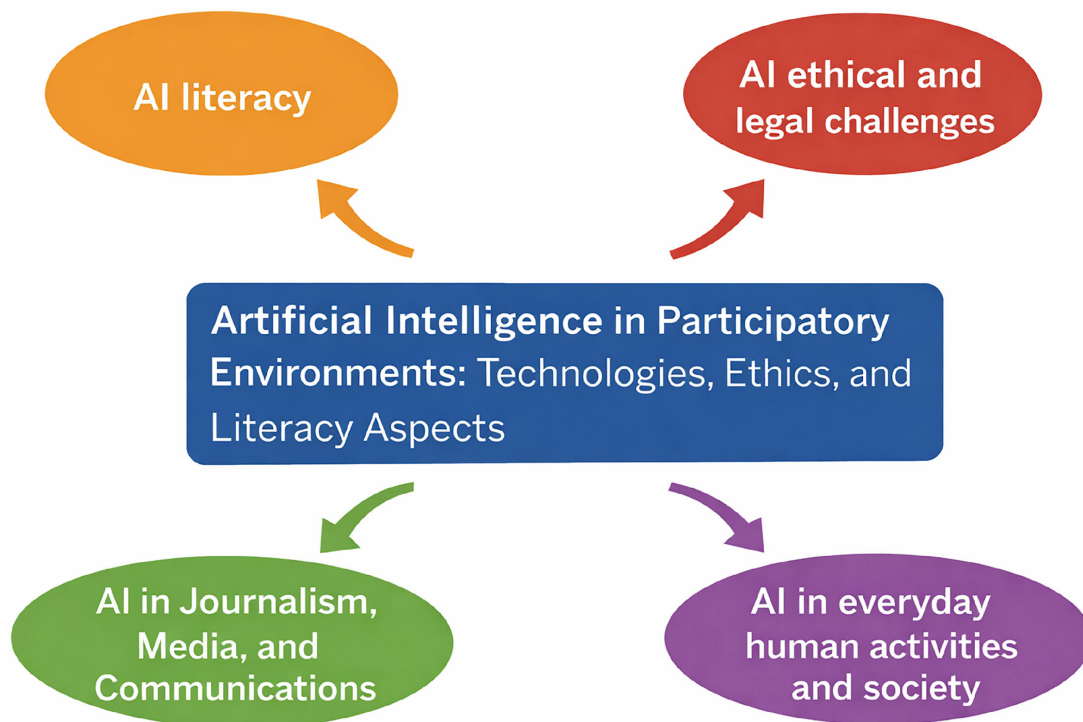 AI literacy
AI ethical and
legal challenges
Artificial Intelligence in Participatory
Environments: Technologies, Ethics, and
Literacy Aspects
AI in Journalism,
Media, and
Communications
AI in everyday
human activities
and society